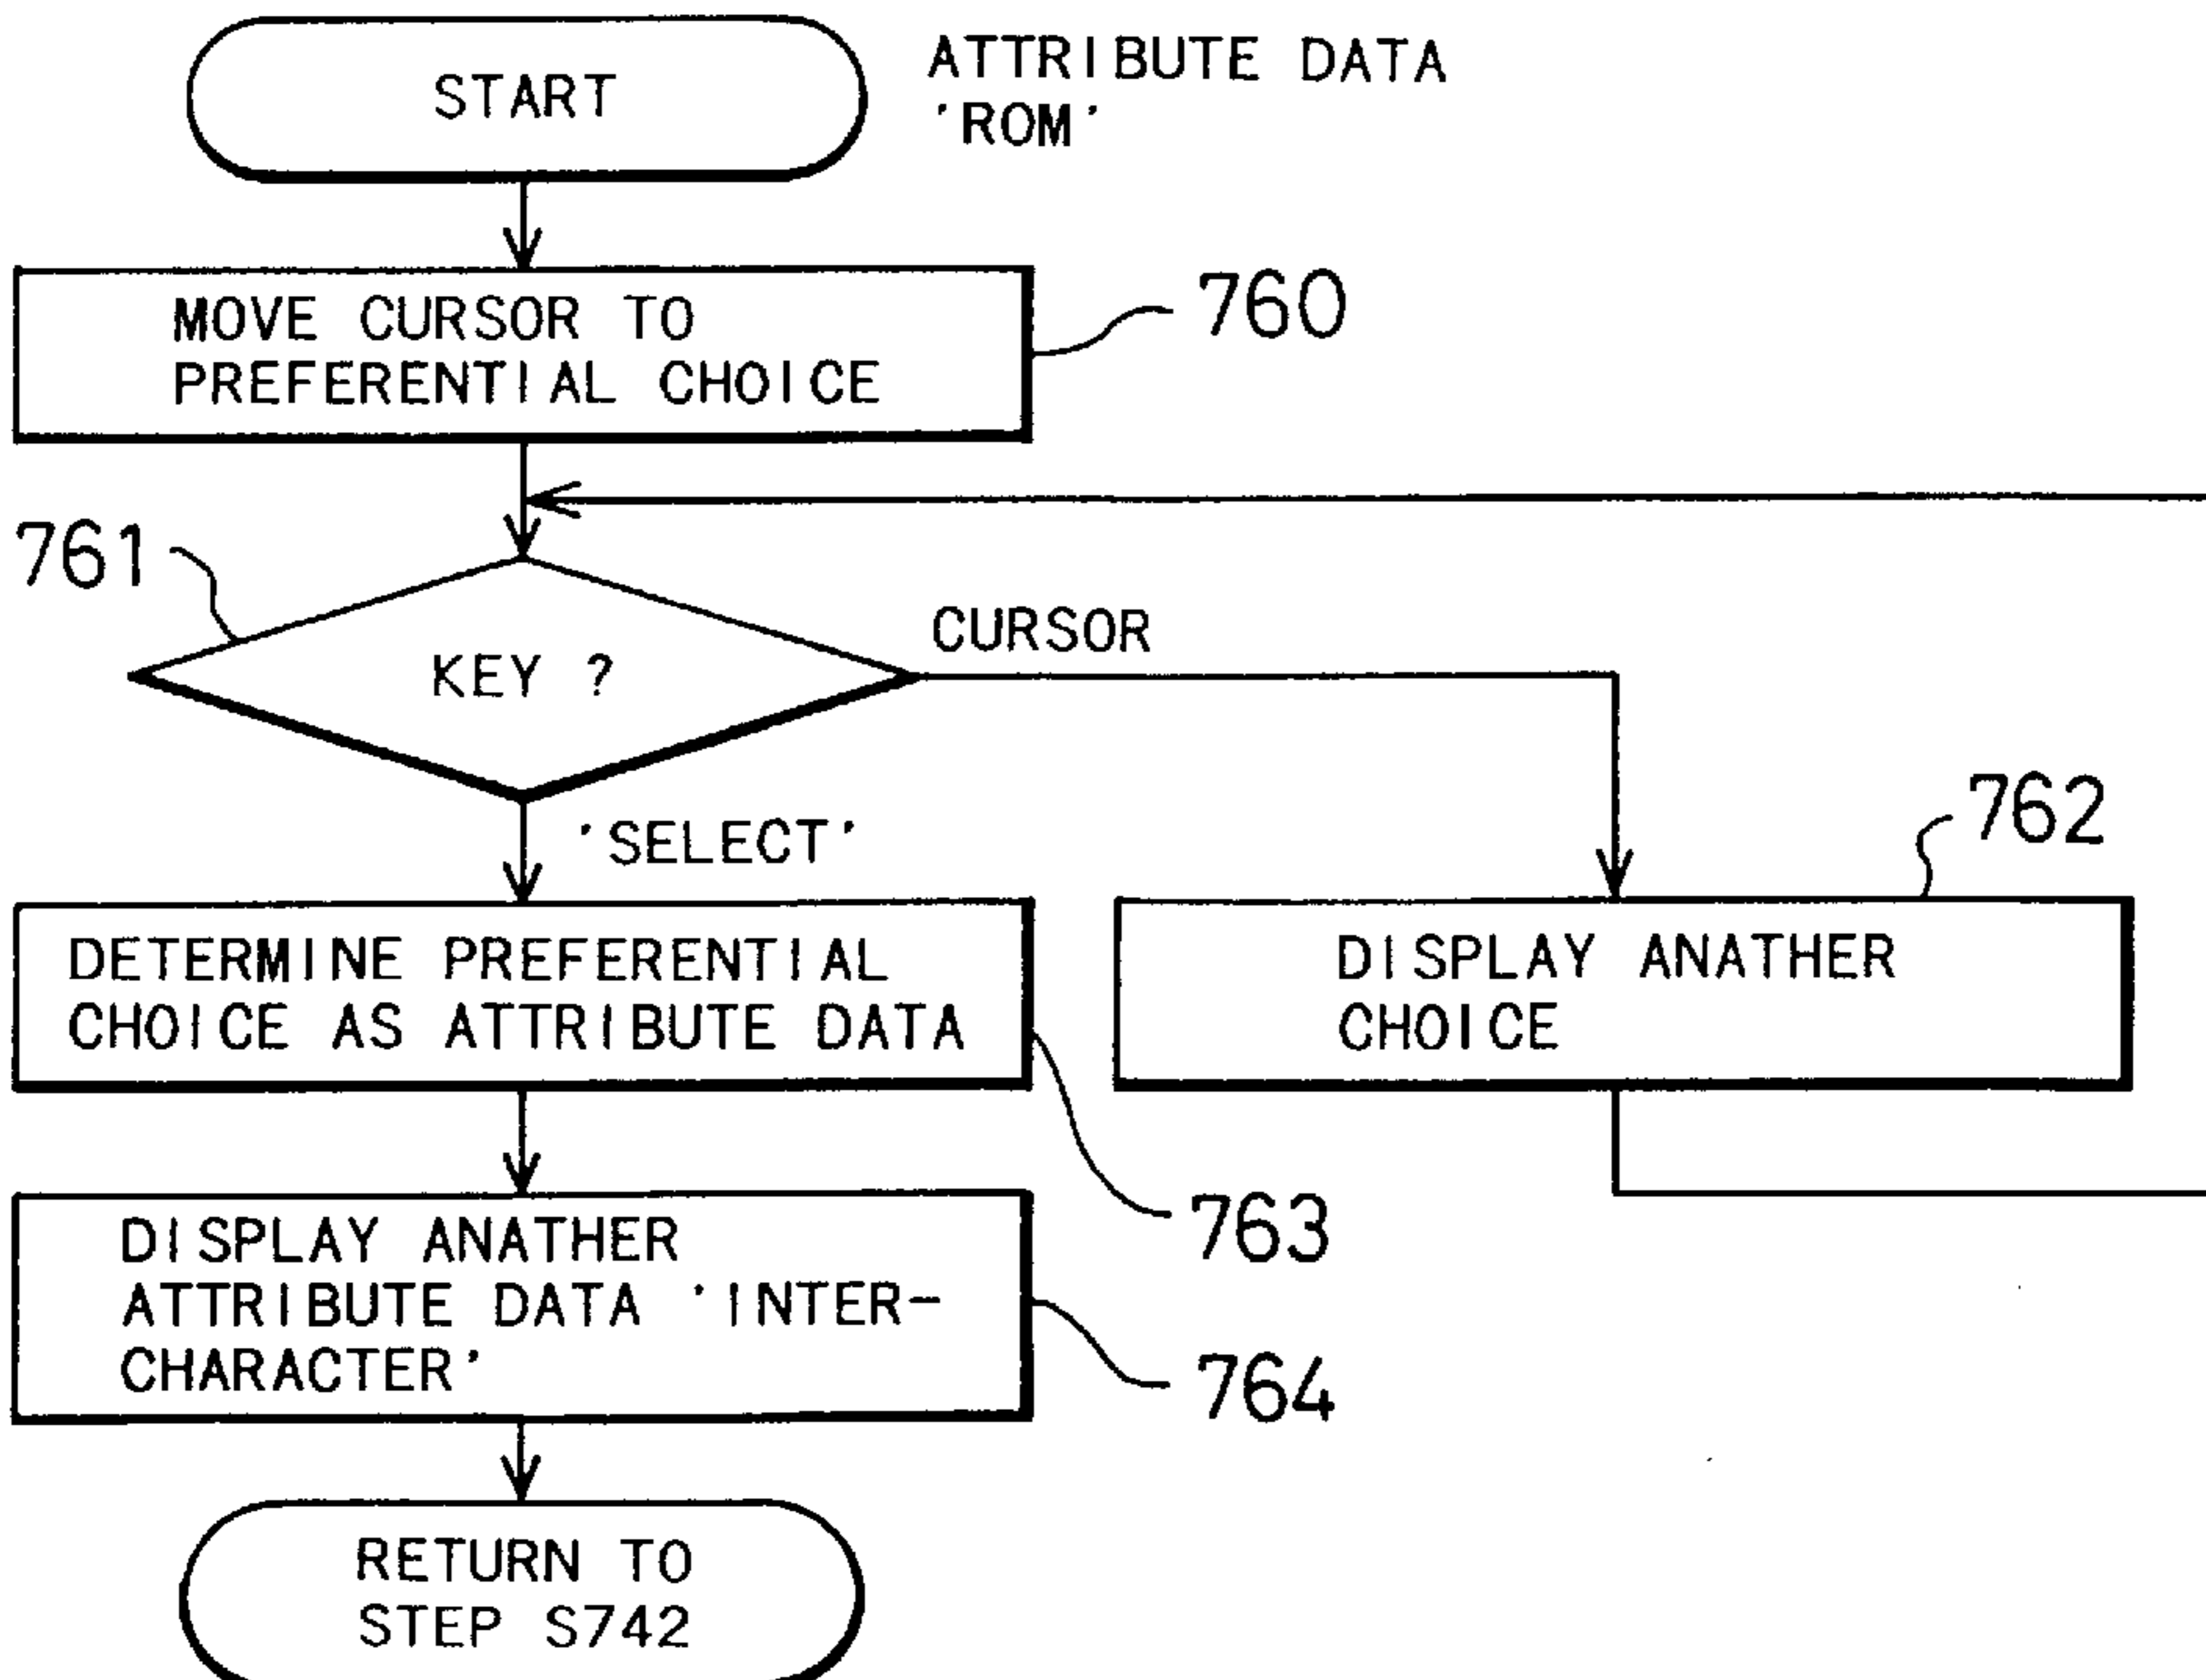 START
ATTRIBUTE DATA
'ROM'
MOVE CURSOR TO
PREFERENTIAL CHOICE
760
761
KEY ?
CURSOR
'SELECT'
762
DETERMINE PREFERENTIAL
CHOICE AS ATTRIBUTE DATA
DISPLAY ANATHER
CHOICE
763
DISPLAY ANATHER
ATTRIBUTE DATA 'INTER-
CHARACTER'
764
RETURN TO
STEP S742